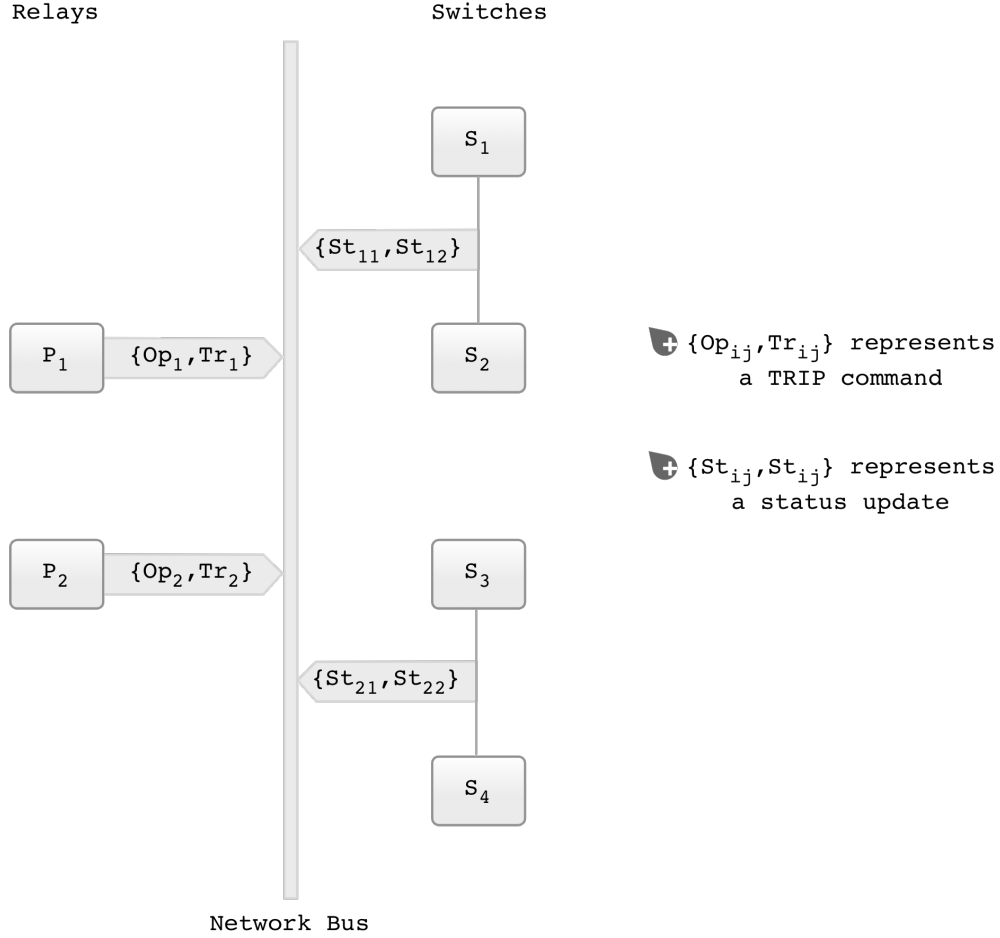 Relays
Switches
S1
{St11,St12}
P1
{Op1,Tr1}
S2
{Opij,Trij} represents
a TRIP command
{Stij,Stij} represents
a status update
P2
{Op2,Tr2}
S3
{St21,St22}
S4
Network Bus